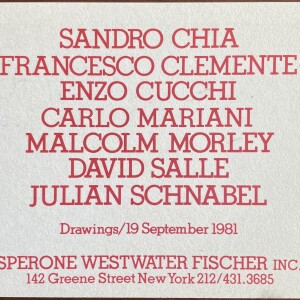 SANDRO CHIA
FRANCESCO CLEMENTE
ENZO CUCCHI
CARLO MARIANI
MALCOLM MORLEY
DAVID SALLE
JULIAN SCHNABEL
Drawings/19 September 1981
SPERONE WESTWATER FISCHER INC.
142 Greene Street New York 212/431.3685